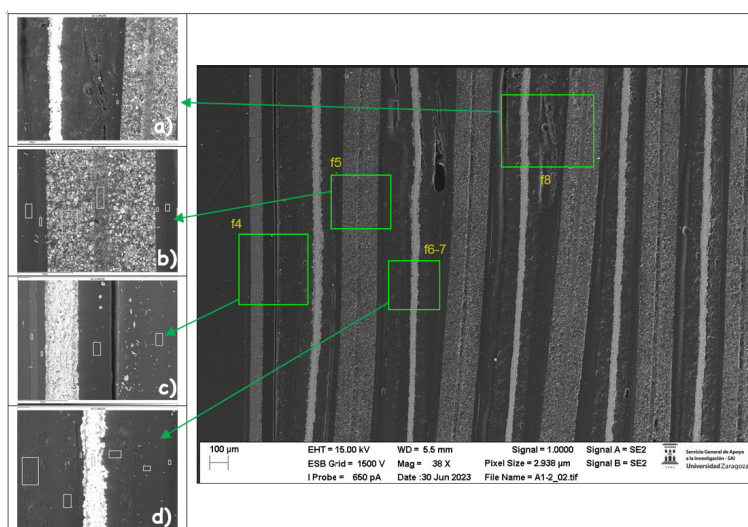 a)
b)
c)
d)
f8
f5
f4
f6-7
100 µm
EHT = 15.00 kV
WD = 5.5 mm
Signal = 1.0000
Signal A = SE2
ESB Grid = 1500 V
Mag = 38 X
Pixel Size = 2.938 µm
Signal B = SE2
I Probe = 650 pA
Date :30 Jun 2023
File Name = A1-2_02.tif
Servicio General de Apoyo
a la Investigación - SAI
Universidad Zaragoza